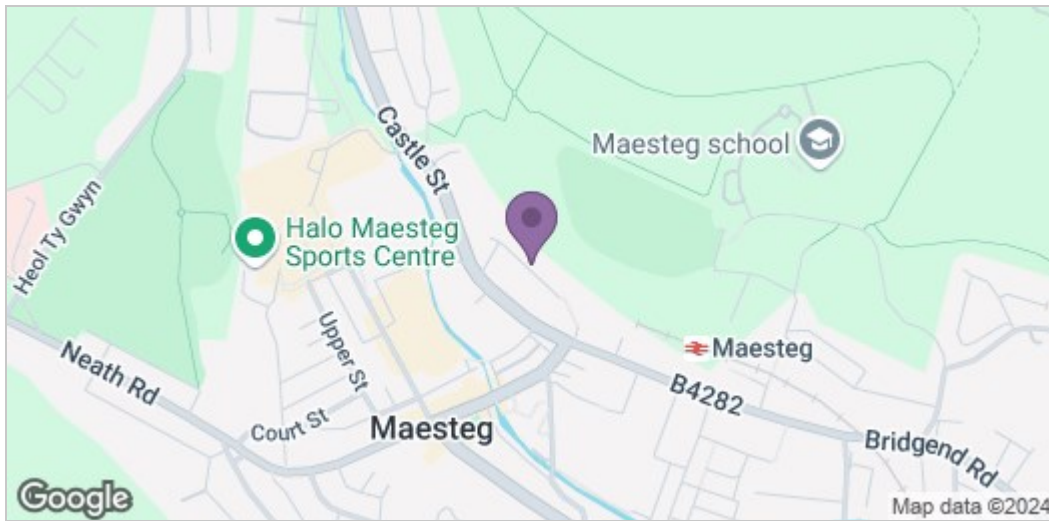 Castle St
Maesteg school
Heol Ty Gwyn
Halo Maesteg
Sports Centre
Upper St
Neath Rd
Maesteg
B4282
Court St
Maesteg
Bridgend Rd
Google
Map data ©2024